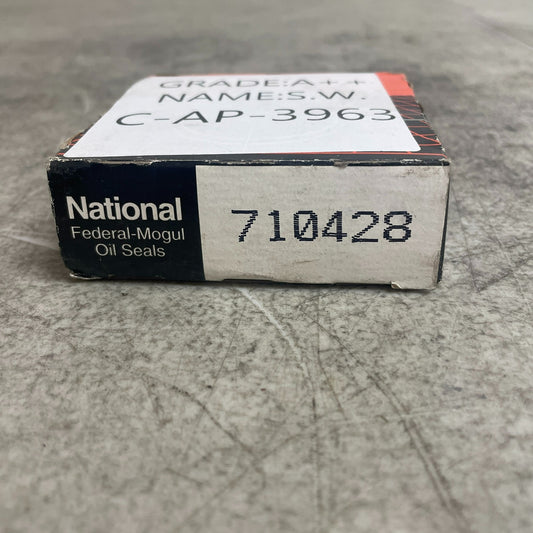 GRADE:A++
NAME:S.W.
C-AP-3963
National
Federal-Mogul
Oil Seals
710428